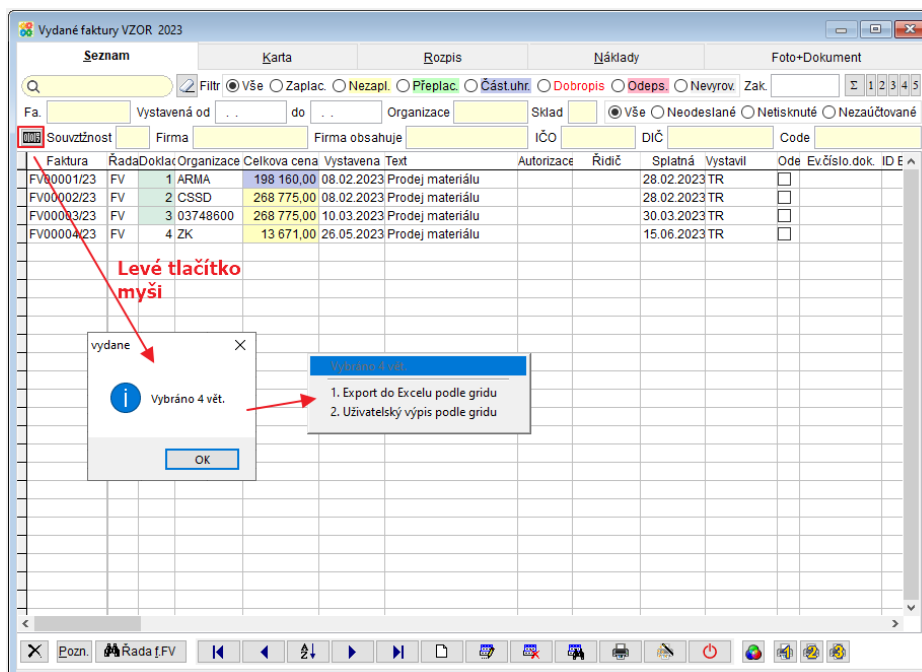 Vydané faktury VZOR 2023
Seznam Karta Rozpis Náklady Foto+Dokument
Filtr Vše Zaplac. Nezapl. Přeplac. Část.uhr. Dobropis Odeps. Nevyrov. Zak. Σ 1 2 3 4 5
Fa. Vystavená od . . do . . Organizace Sklad Vše Neodeslané Netisknuté Nezaúčtované
Souvztžnost Firma Firma obsahuje IČO DIČ Code
Faktura Řada Doklad Organizace Celkova cena Vystavena Text Autorizace Řidič Splatná Vystavil Ode Ev.číslo.dok. ID E
FV00001/23 FV 1 ARMA 198 160,00 08.02.2023 Prodej materiálu 28.02.2023 TR
FV00002/23 FV 2 CSSD 268 775,00 08.02.2023 Prodej materiálu 28.02.2023 TR
FV00003/23 FV 3 03748600 268 775,00 10.03.2023 Prodej materiálu 30.03.2023 TR
FV00004/23 FV 4 ZK 13 671,00 26.05.2023 Prodej materiálu 15.06.2023 TR
Levé tlačítko
myši
vydane
Vybráno 4 vět.
OK
Vybráno 4 vět.
1. Export do Excelu podle gridu
2. Uživatelský výpis podle gridu
Pozn. Řada f.FV 1 2 3